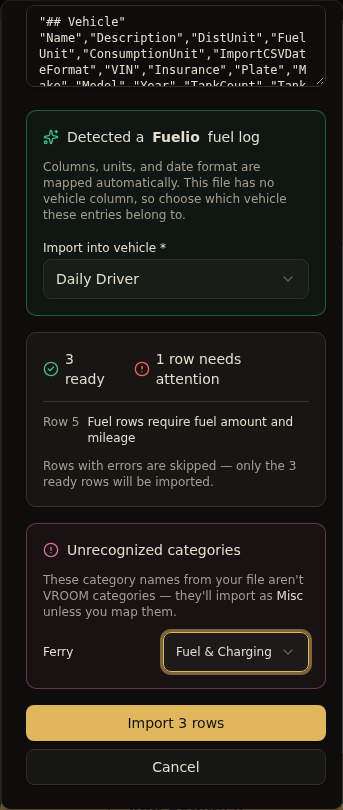 "## Vehicle"
"Name","Description","DistUnit","Fuel
Unit","ConsumptionUnit","ImportCSVDat
eFormat","VIN","Insurance","Plate","M
ake","Model","Year","TankCount","Tank
Detected a Fuelio fuel log
Columns, units, and date format are
mapped automatically. This file has no
vehicle column, so choose which vehicle
these entries belong to.
Import into vehicle *
Daily Driver
3 ready
1 row needs attention
Row 5 Fuel rows require fuel amount and
mileage
Rows with errors are skipped — only the 3
ready rows will be imported.
Unrecognized categories
These category names from your file aren't
VROOM categories — they'll import as Misc
unless you map them.
Ferry
Fuel & Charging
Import 3 rows
Cancel